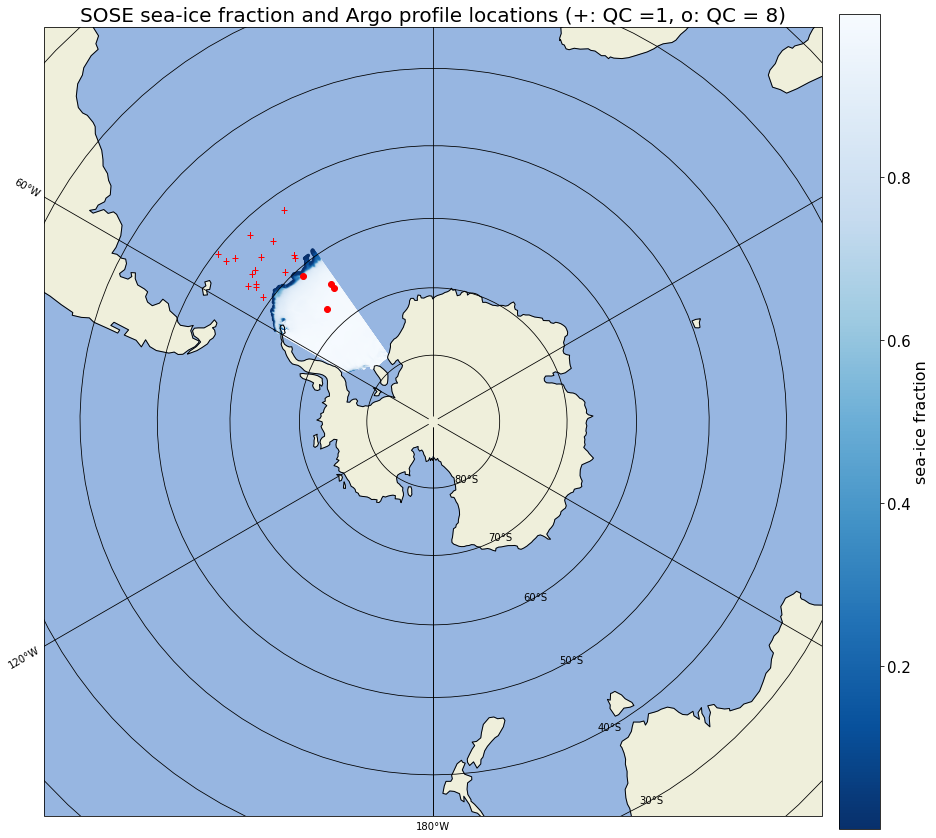 SOSE sea-ice fraction and Argo profile locations (+: QC =1, o: QC = 8)
60°W
0.8
0.6
sea-ice fraction
80°S
0.4
70°S
60°S
120°W
50°S
0.2
40°S
30°S
180°W